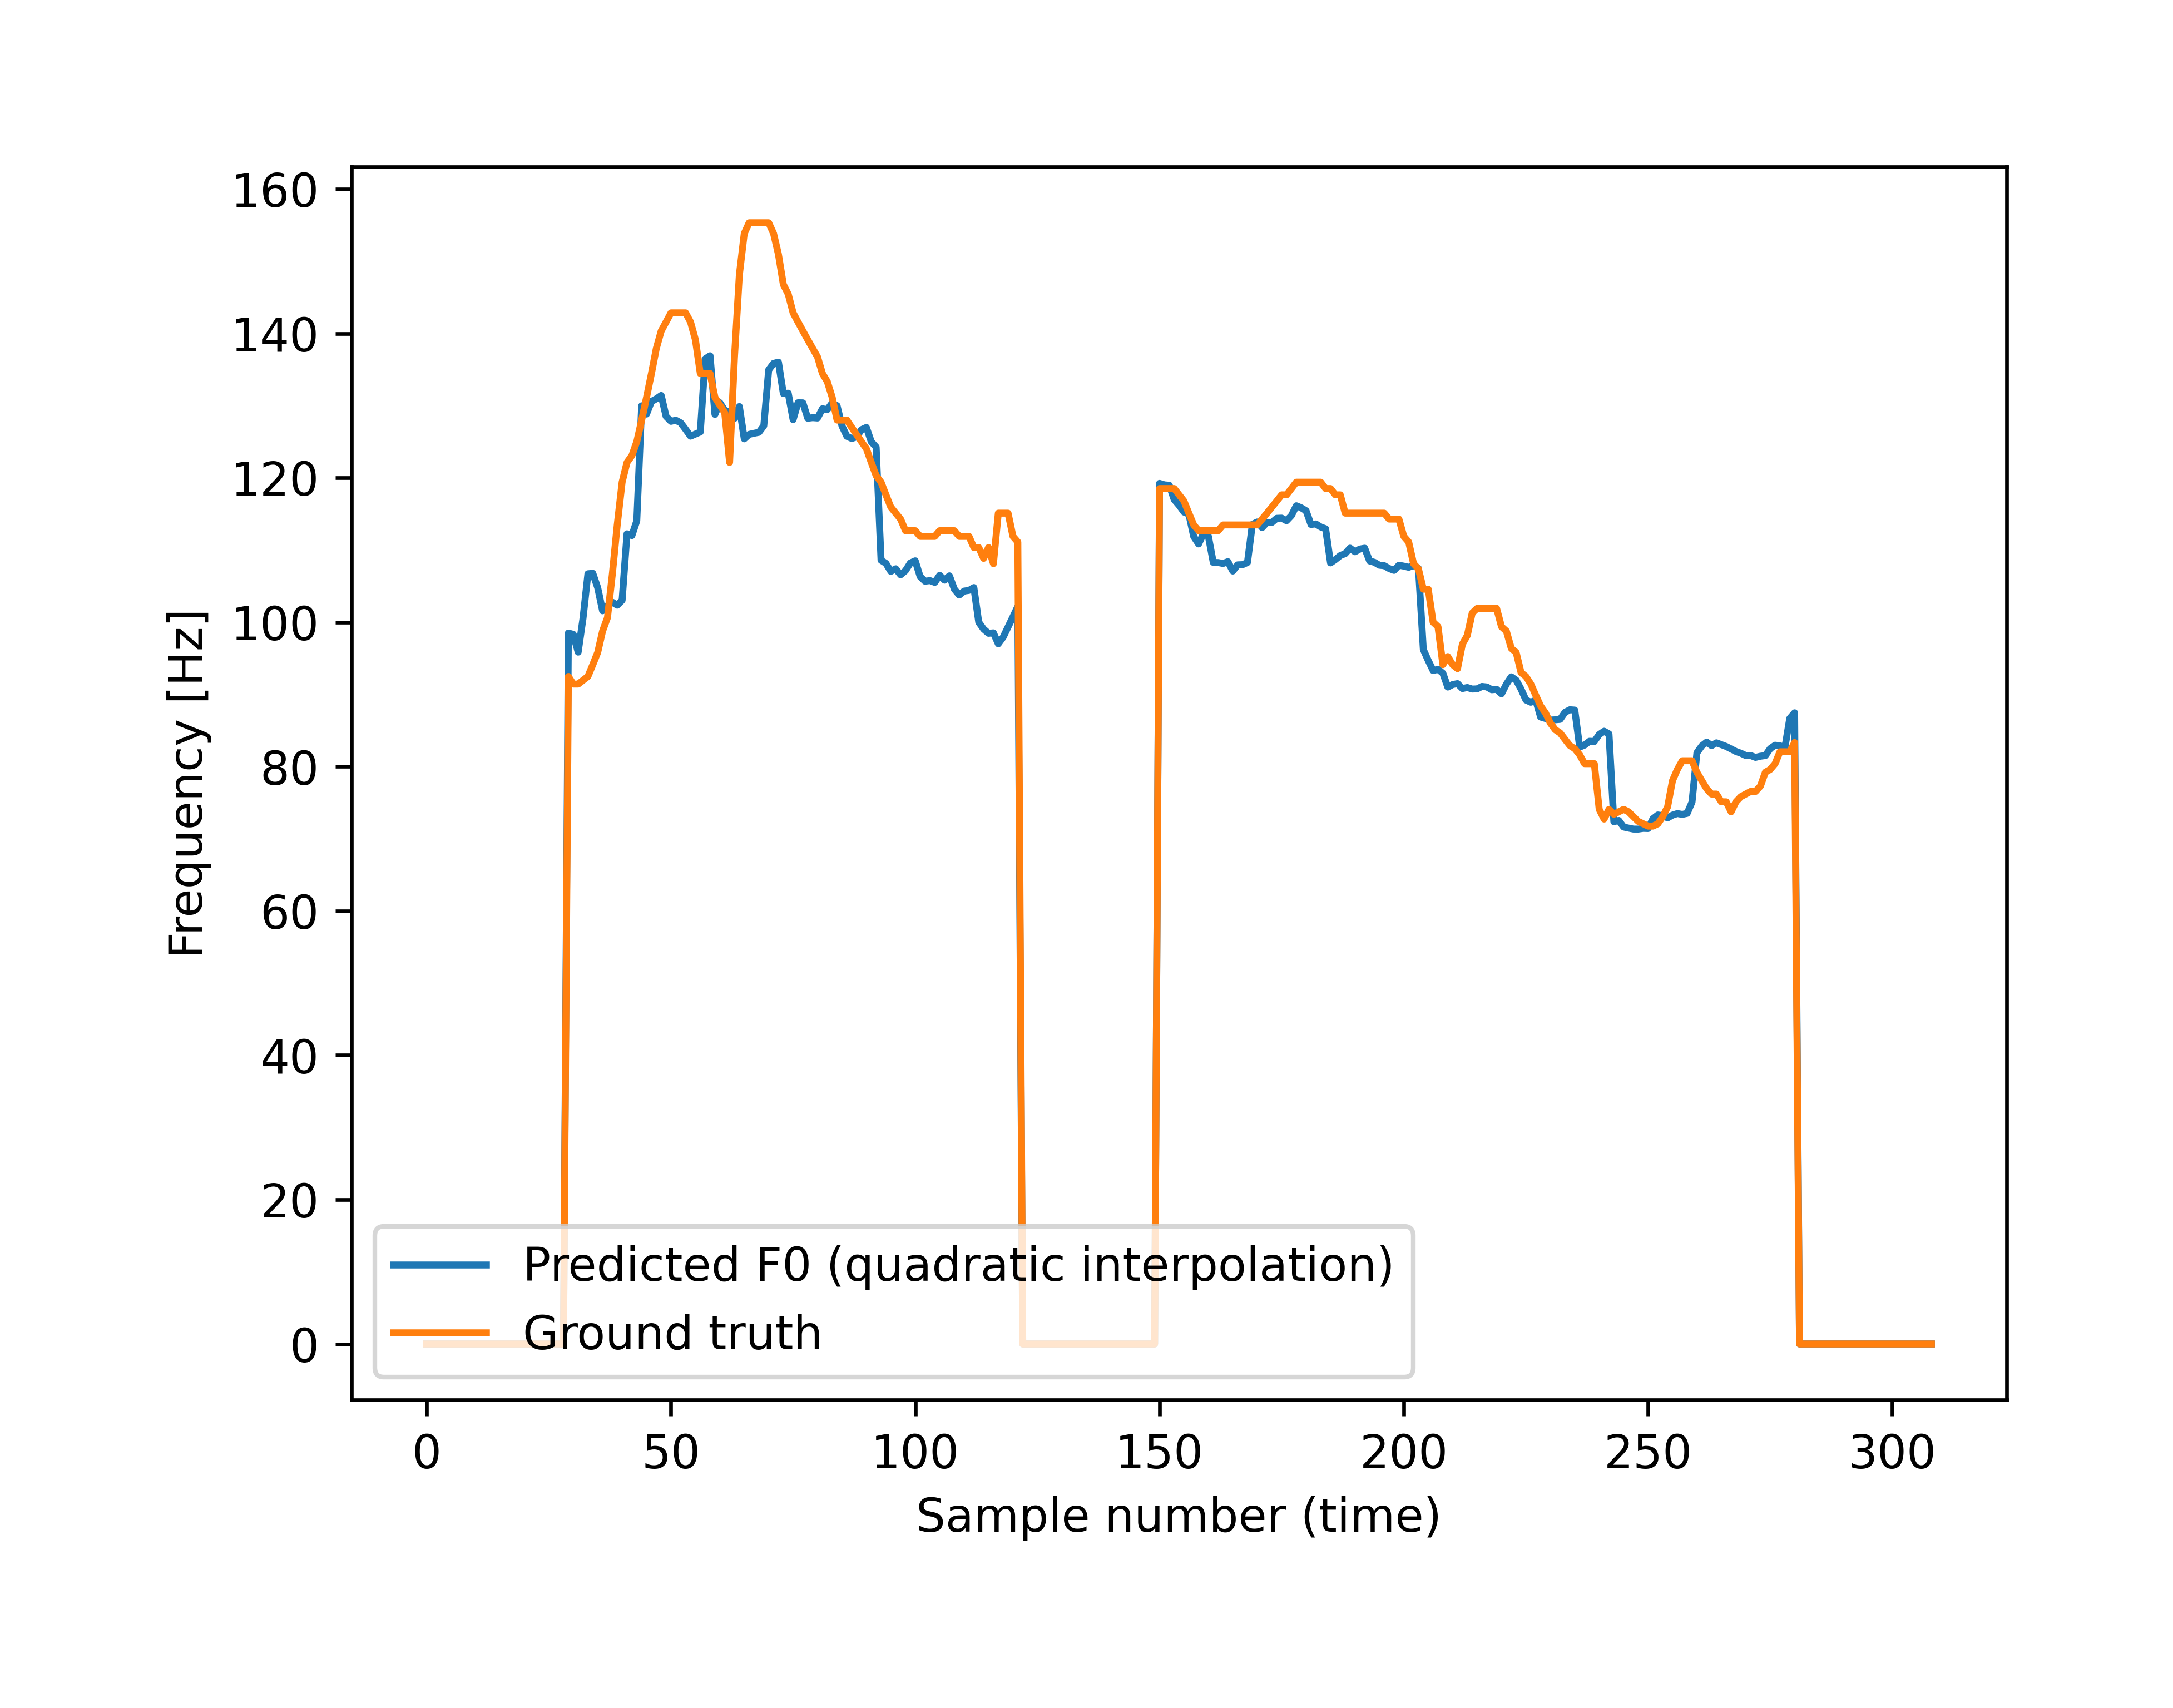 160
140
120
100
80
60
40
20
0
Frequency [Hz]
Predicted F0 (quadratic interpolation)
Ground truth
0 50 100 150 200 250 300
Sample number (time)